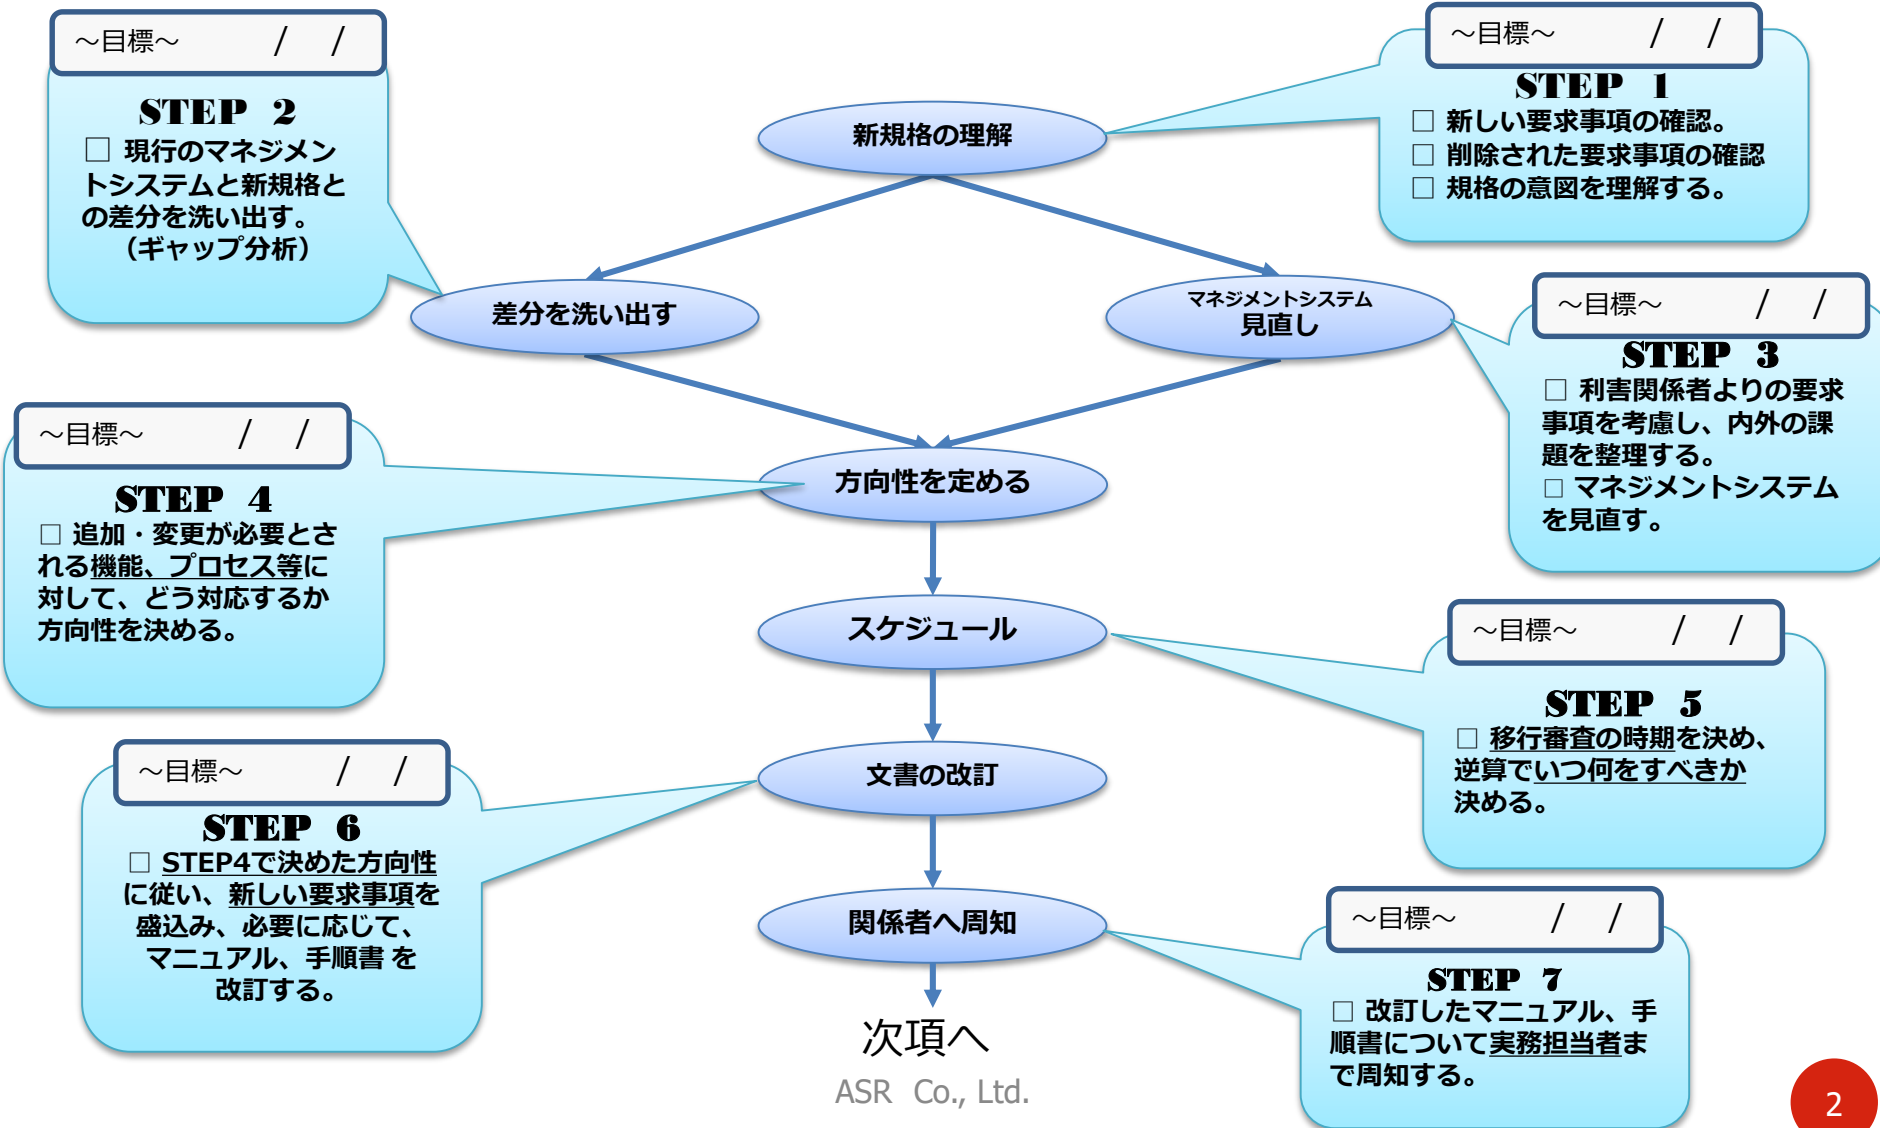 ～目標～ / /
STEP 1
□ 新しい要求事項の確認。
□ 削除された要求事項の確認
□ 規格の意図を理解する。
～目標～ / /
STEP 2
□ 現行のマネジメン
トシステムと新規格と
の差分を洗い出す。
（ギャップ分析）
新規格の理解
差分を洗い出す
マネジメントシステム
見直し
～目標～ / /
STEP 3
□ 利害関係者よりの要求
事項を考慮し、内外の課
題を整理する。
□ マネジメントシステム
を見直す。
～目標～ / /
STEP 4
□ 追加・変更が必要とさ
れる機能、プロセス等に
対して、どう対応するか
方向性を決める。
方向性を定める
スケジュール
～目標～ / /
STEP 5
□ 移行審査の時期を決め、
逆算でいつ何をすべきか
決める。
文書の改訂
～目標～ / /
STEP 6
□ STEP4で決めた方向性
に従い、新しい要求事項を
盛込み、必要に応じて、
マニュアル、手順書 を
改訂する。
関係者へ周知
～目標～ / /
STEP 7
□ 改訂したマニュアル、手
順書について実務担当者ま
で周知する。
次項へ
ASR Co., Ltd.
2